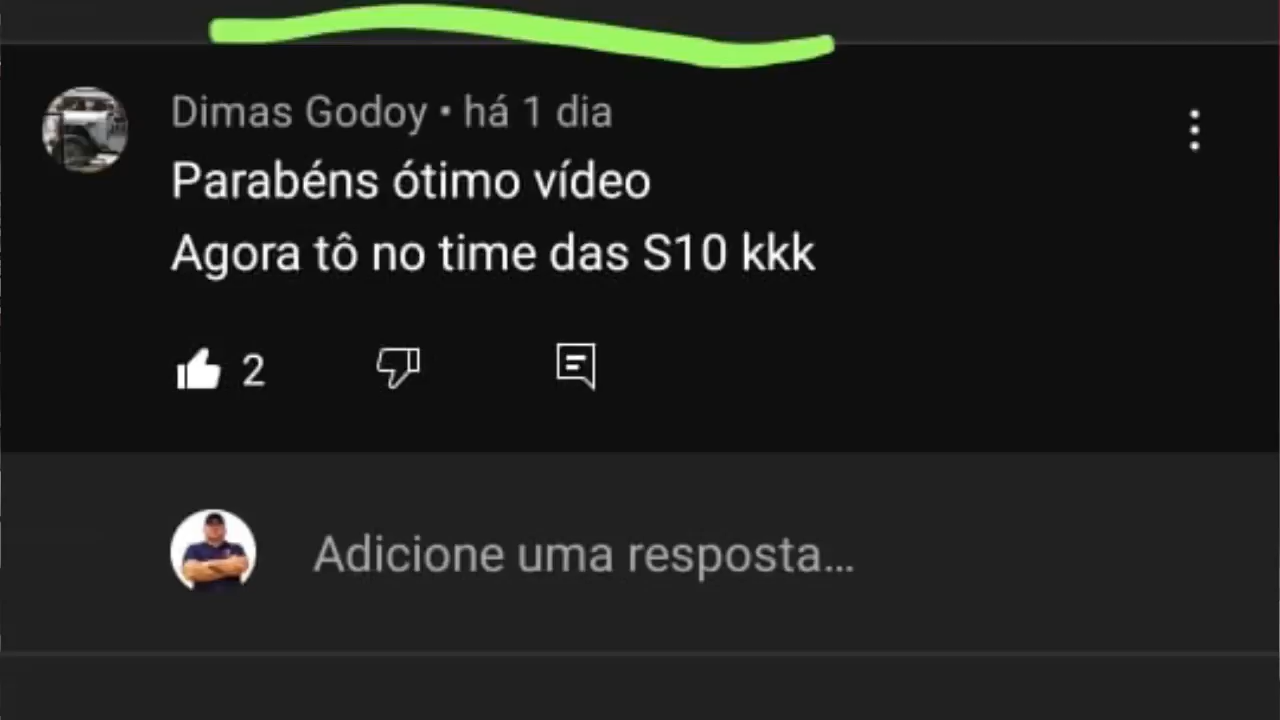 Dimas Godoy • há 1 dia
Parabéns ótimo vídeo
Agora tô no time das S10 kkk
2
Adicione uma resposta...